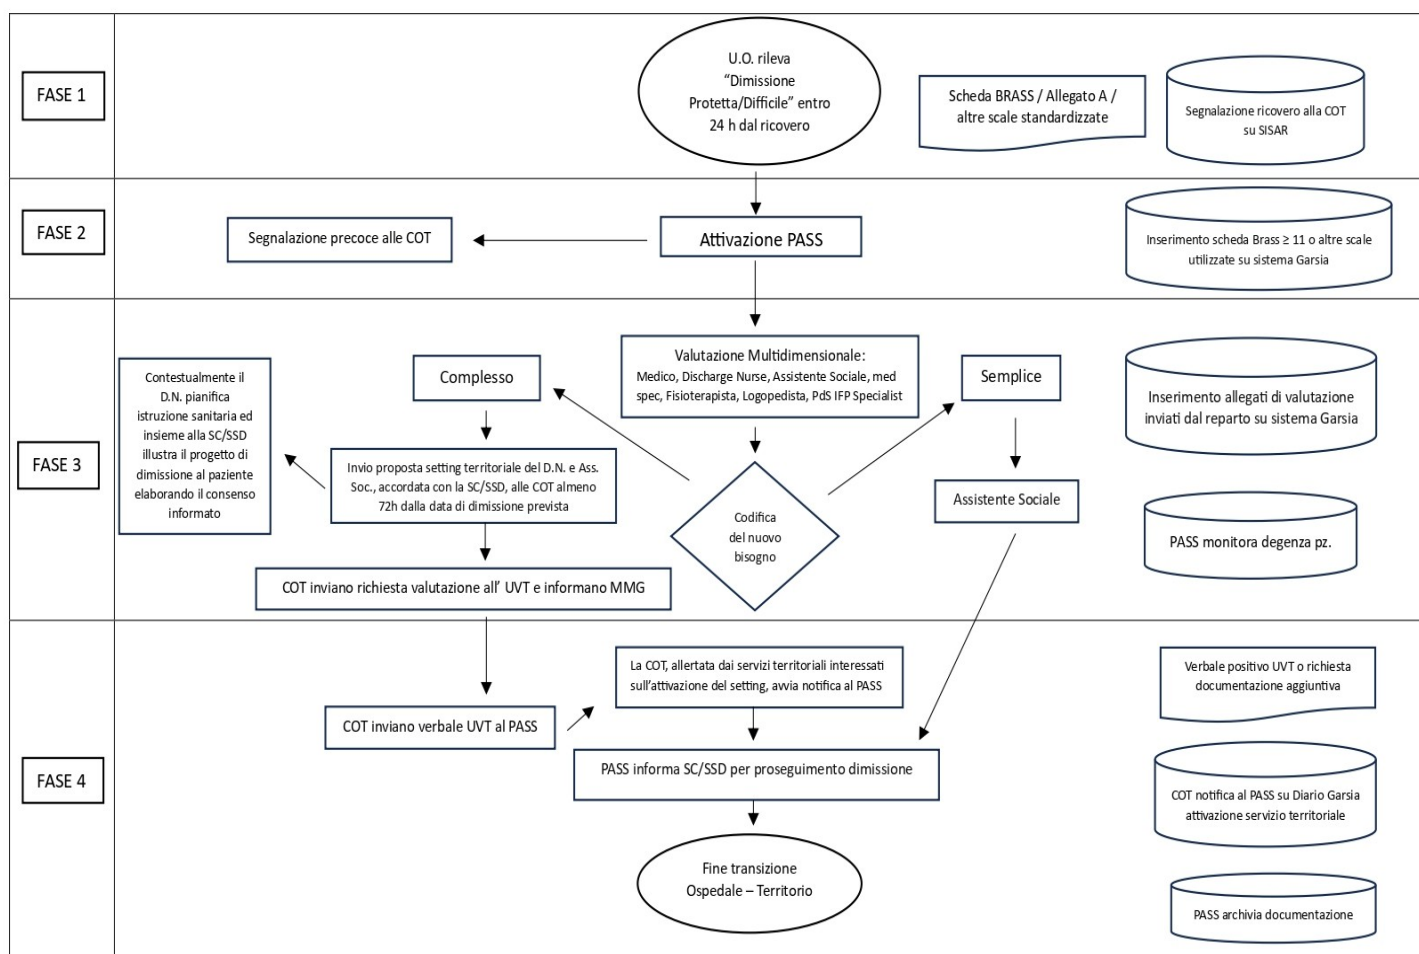 FASE 1
U.O. rileva
“Dimissione
Protetta/Difficile” entro
24 h dal ricovero
Scheda BRASS / Allegato A /
altre scale standardizzate
Segnalazione ricovero alla COT
su SISAR
FASE 2
Segnalazione precoce alle COT
Attivazione PASS
Inserimento scheda Brass ≥ 11 o altre scale
utilizzate su sistema Garsia
FASE 3
Contestualmente il
D.N. pianifica
istruzione sanitaria ed
insieme alla SC/SSD
illustra il progetto di
dimissione al paziente
elaborando il consenso
informato
Complesso
Invio proposta setting territoriale del D.N. e Ass.
Soc., accordata con la SC/SSD, alle COT almeno
72h dalla data di dimissione prevista
COT inviano richiesta valutazione all’ UVT e informano MMG
Valutazione Multidimensionale:
Medico, Discharge Nurse, Assistente Sociale, med
spec, Fisioterapista, Logopedista, PdS IFP Specialist
Codifica
del nuovo
bisogno
Semplice
Assistente Sociale
Inserimento allegati di valutazione
inviati dal reparto su sistema Garsia
PASS monitora degenza pz.
FASE 4
COT inviano verbale UVT al PASS
La COT, allertata dai servizi territoriali interessati
sull’attivazione del setting, avvia notifica al PASS
PASS informa SC/SSD per proseguimento dimissione
Fine transizione
Ospedale – Territorio
Verbale positivo UVT o richiesta
documentazione aggiuntiva
COT notifica al PASS su Diario Garsia
attivazione servizio territoriale
PASS archivia documentazione